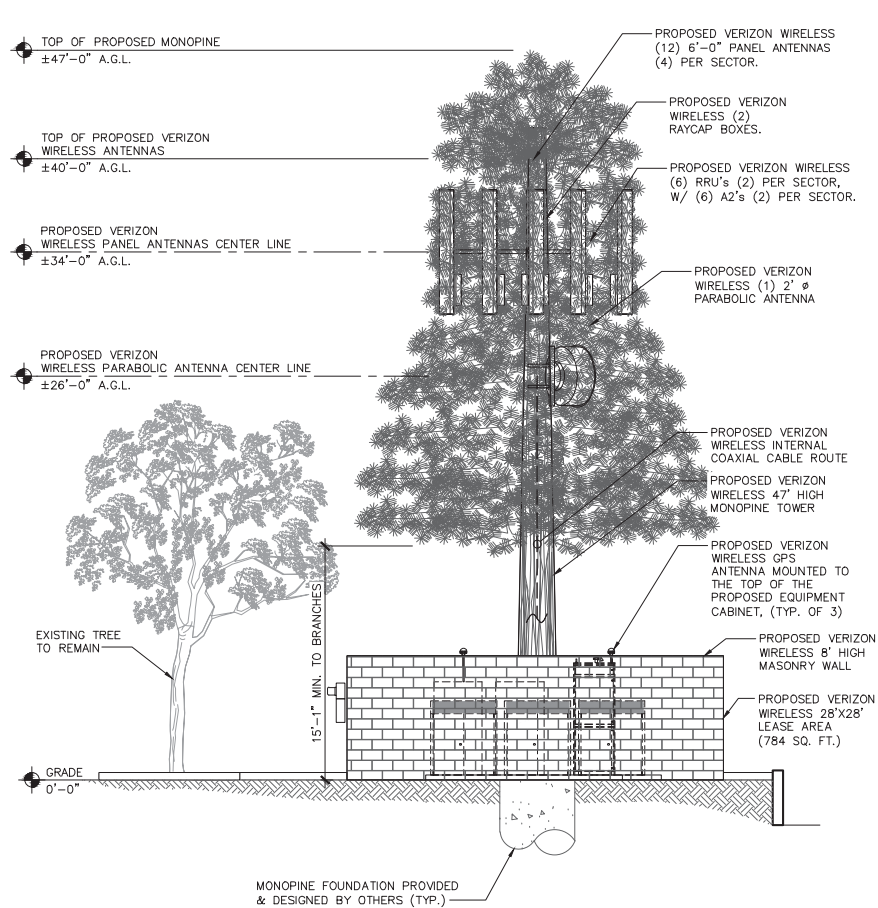 TOP OF PROPOSED MONOPINE
±47'-0" A.G.L.
TOP OF PROPOSED VERIZON
WIRELESS ANTENNAS
±40'-0" A.G.L.
PROPOSED VERIZON
WIRELESS PANEL ANTENNAS CENTER LINE
±34'-0" A.G.L.
PROPOSED VERIZON
WIRELESS PARABOLIC ANTENNA CENTER LINE
±26'-0" A.G.L.
EXISTING TREE
TO REMAIN
15'-1" MIN. TO BRANCHES
GRADE
0'-0"
PROPOSED VERIZON WIRELESS
(12) 6'-0" PANEL ANTENNAS
(4) PER SECTOR.
PROPOSED VERIZON
WIRELESS (2)
RAYCAP BOXES.
PROPOSED VERIZON WIRELESS
(6) RRU's (2) PER SECTOR,
W/ (6) A2's (2) PER SECTOR.
PROPOSED VERIZON
WIRELESS (1) 2' ø
PARABOLIC ANTENNA
PROPOSED VERIZON
WIRELESS INTERNAL
COAXIAL CABLE ROUTE
PROPOSED VERIZON
WIRELESS 47' HIGH
MONOPINE TOWER
PROPOSED VERIZON
WIRELESS GPS
ANTENNA MOUNTED TO
THE TOP OF THE
PROPOSED EQUIPMENT
CABINET, (TYP. OF 3)
PROPOSED VERIZON
WIRELESS 8' HIGH
MASONRY WALL
PROPOSED VERIZON
WIRELESS 28'X28'
LEASE AREA
(784 SQ. FT.)
MONOPINE FOUNDATION PROVIDED
& DESIGNED BY OTHERS (TYP.)